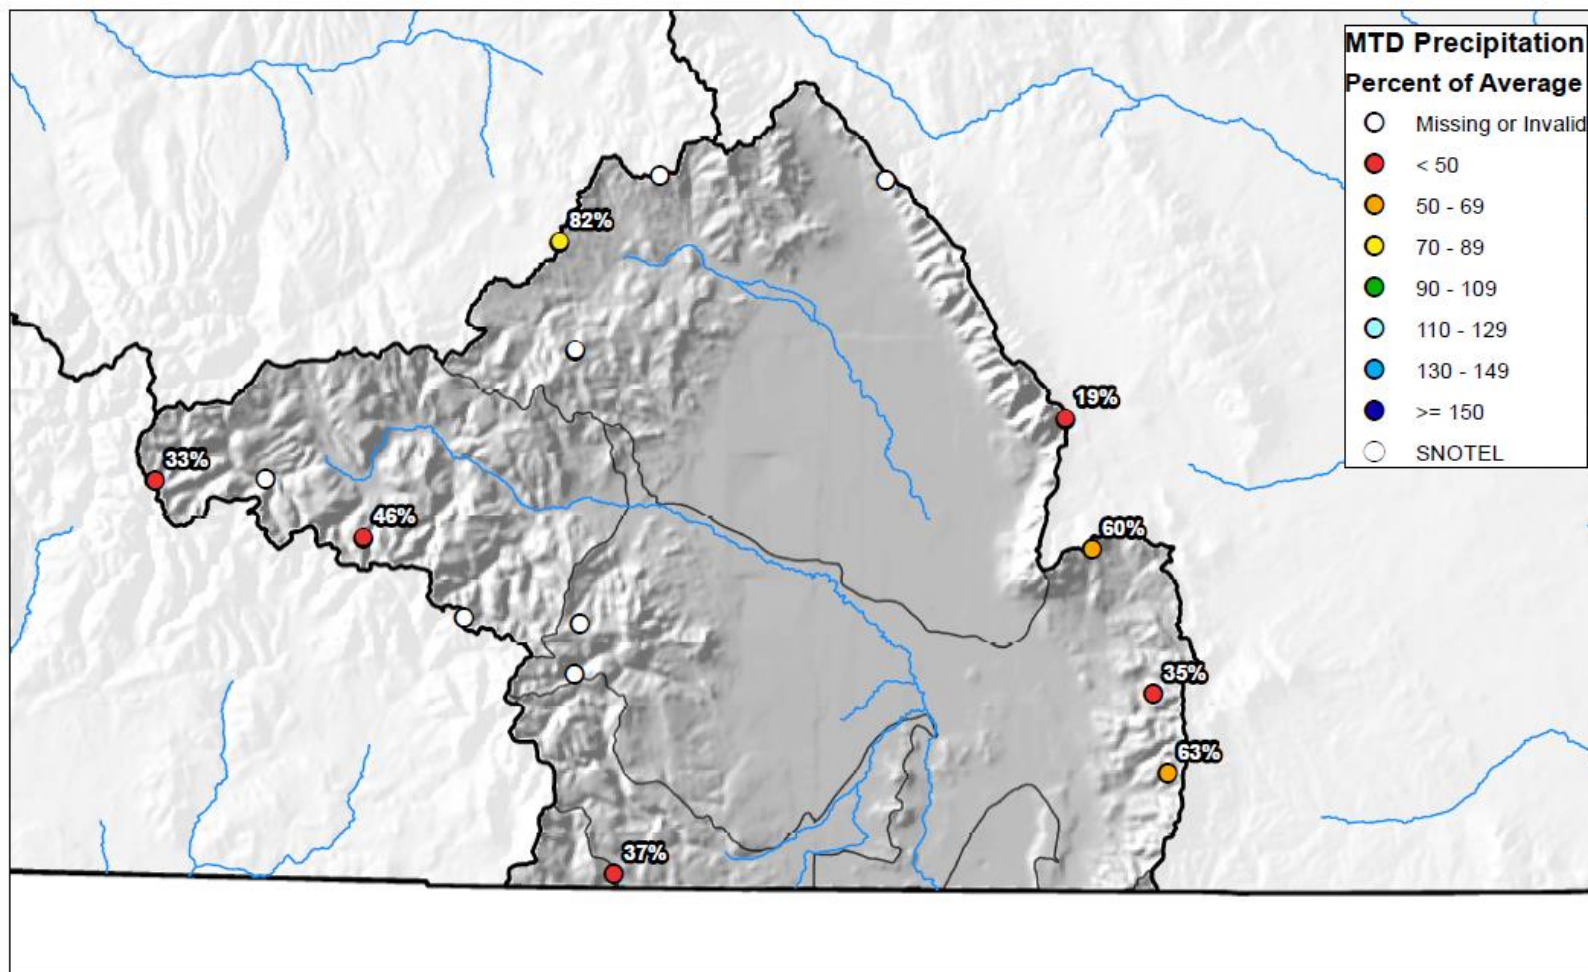 MTD Precipitation
Percent of Average
Missing or Invalid
< 50
50 - 69
70 - 89
90 - 109
110 - 129
130 - 149
>= 150
SNOTEL
82%
19%
33%
46%
60%
35%
63%
37%